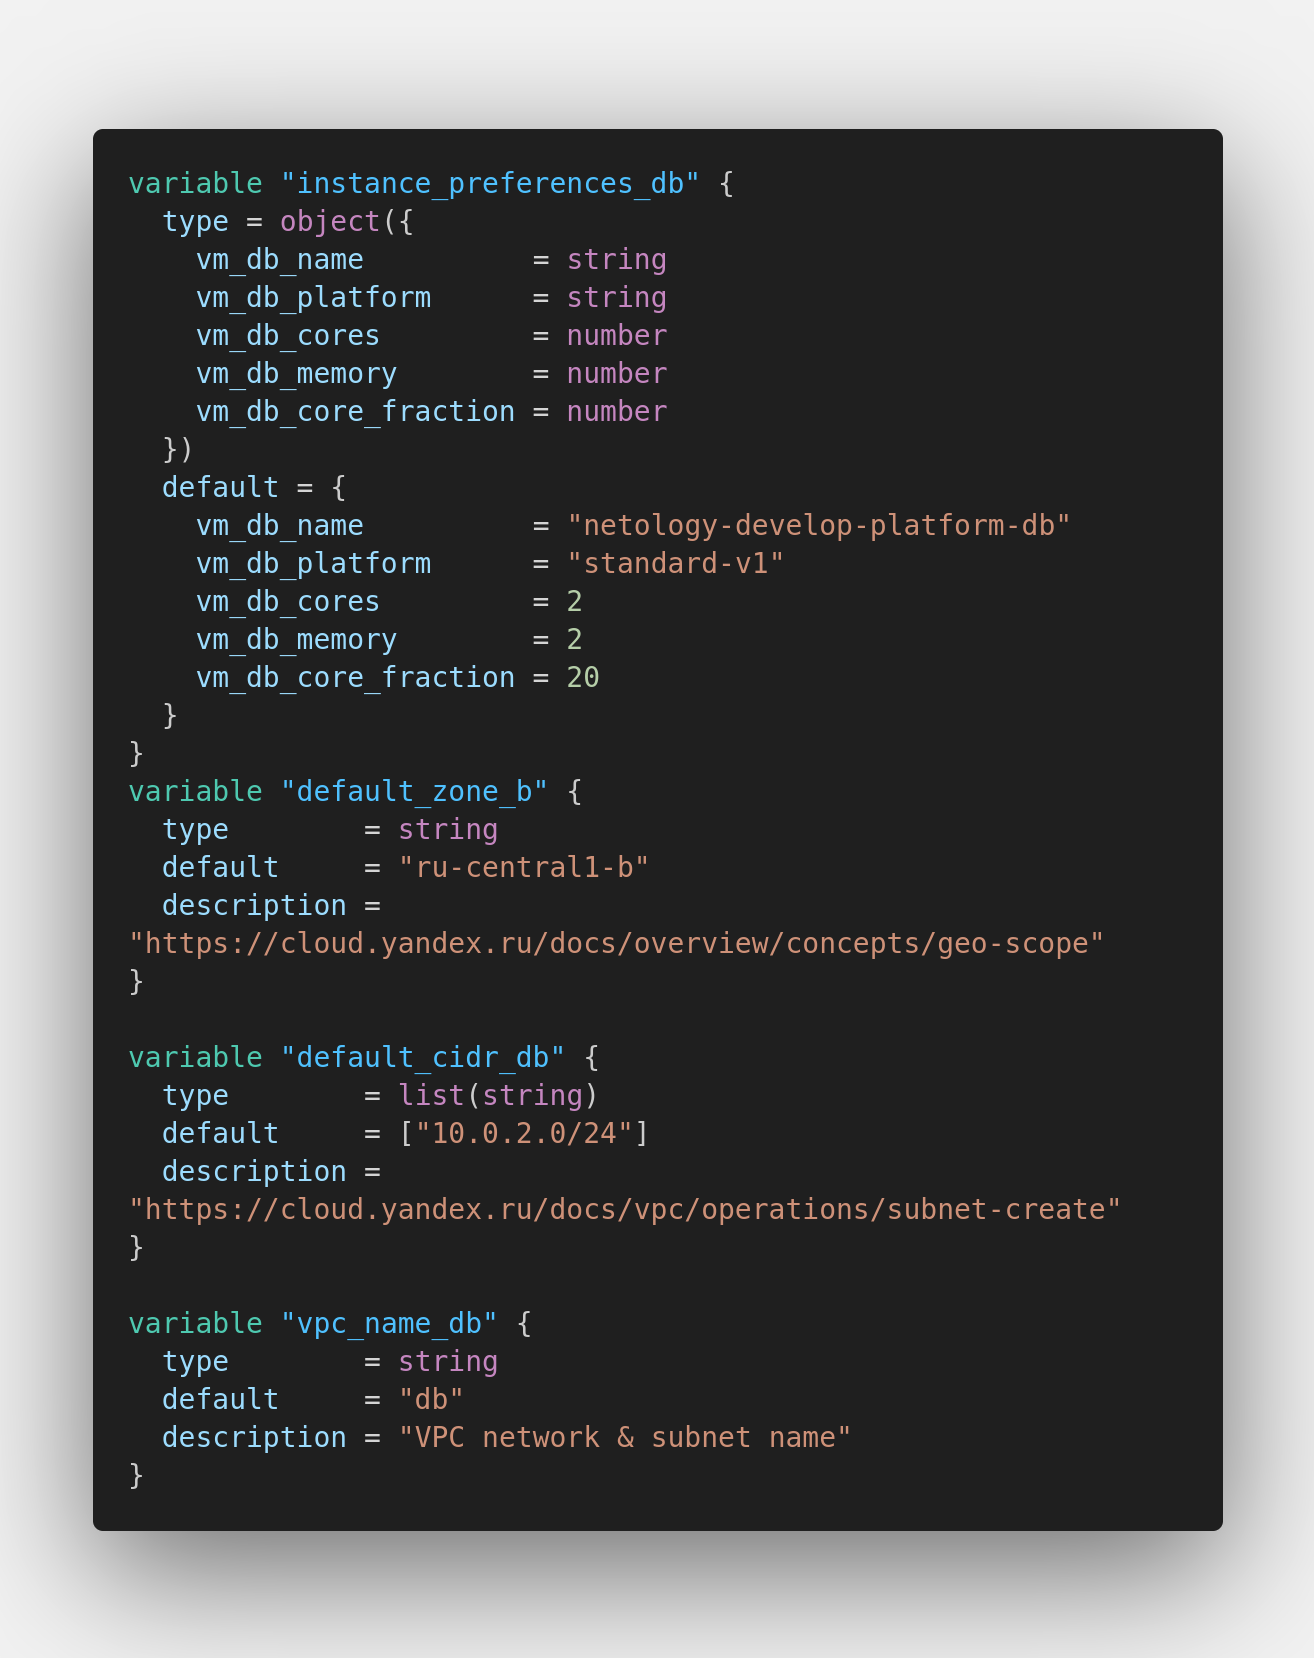 variable "instance_preferences_db" {
  type = object({
    vm_db_name          = string
    vm_db_platform      = string
    vm_db_cores         = number
    vm_db_memory        = number
    vm_db_core_fraction = number
  })
  default = {
    vm_db_name          = "netology-develop-platform-db"
    vm_db_platform      = "standard-v1"
    vm_db_cores         = 2
    vm_db_memory        = 2
    vm_db_core_fraction = 20
  }
}
variable "default_zone_b" {
  type        = string
  default     = "ru-central1-b"
  description =
"https://cloud.yandex.ru/docs/overview/concepts/geo-scope"
}

variable "default_cidr_db" {
  type        = list(string)
  default     = ["10.0.2.0/24"]
  description =
"https://cloud.yandex.ru/docs/vpc/operations/subnet-create"
}

variable "vpc_name_db" {
  type        = string
  default     = "db"
  description = "VPC network & subnet name"
}